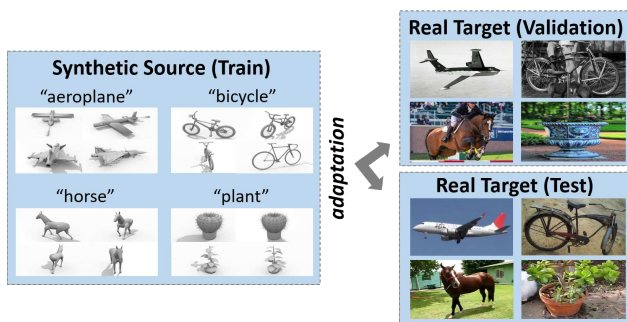 Synthetic Source (Train)
“aeroplane”
“bicycle”
“horse”
“plant”
adaptation
Real Target (Validation)
Real Target (Test)